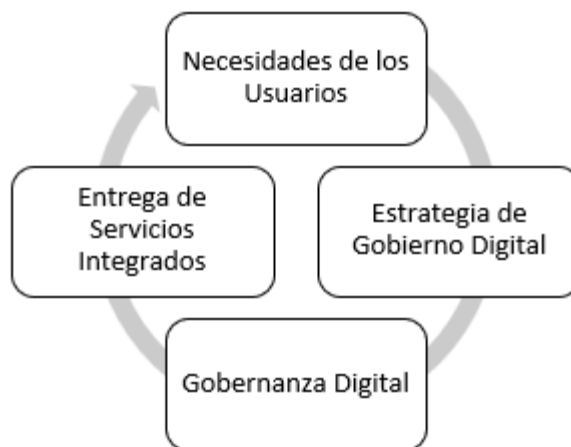 Necesidades de los
Usuarios
Estrategia de
Gobierno Digital
Gobernanza Digital
Entrega de
Servicios
Integrados